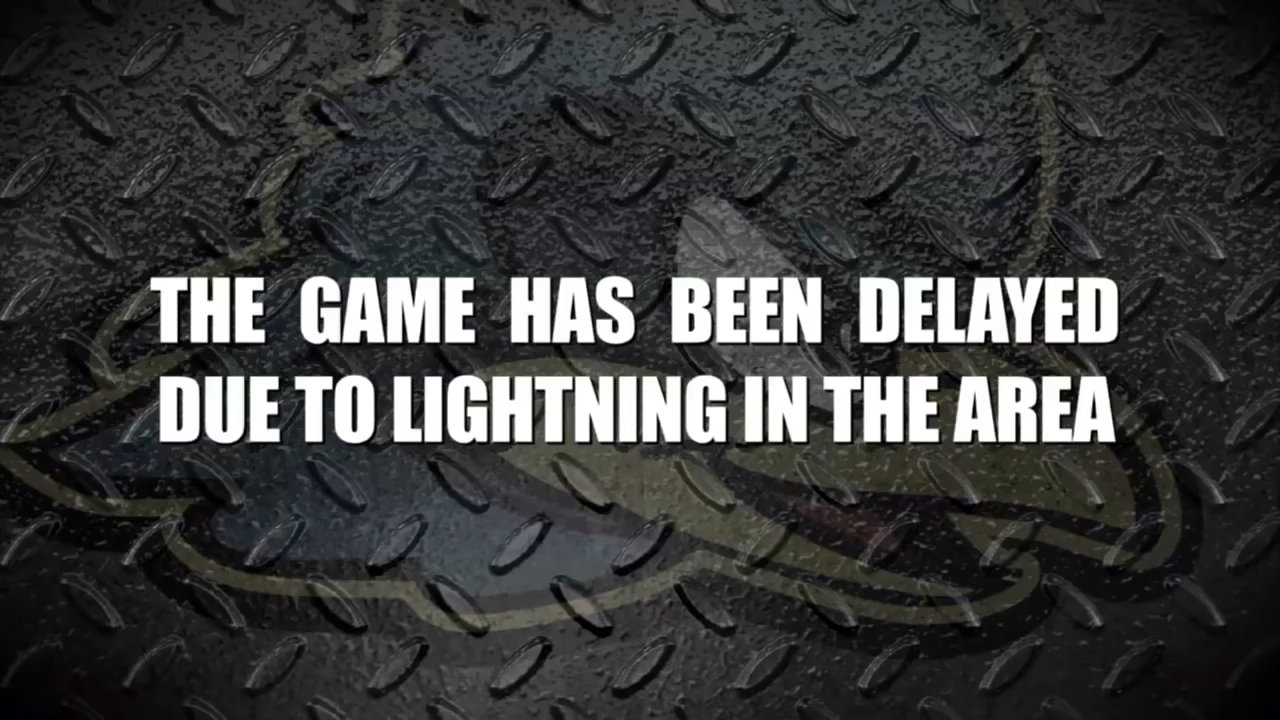 THE GAME HAS BEEN DELAYED
DUE TO LIGHTNING IN THE AREA